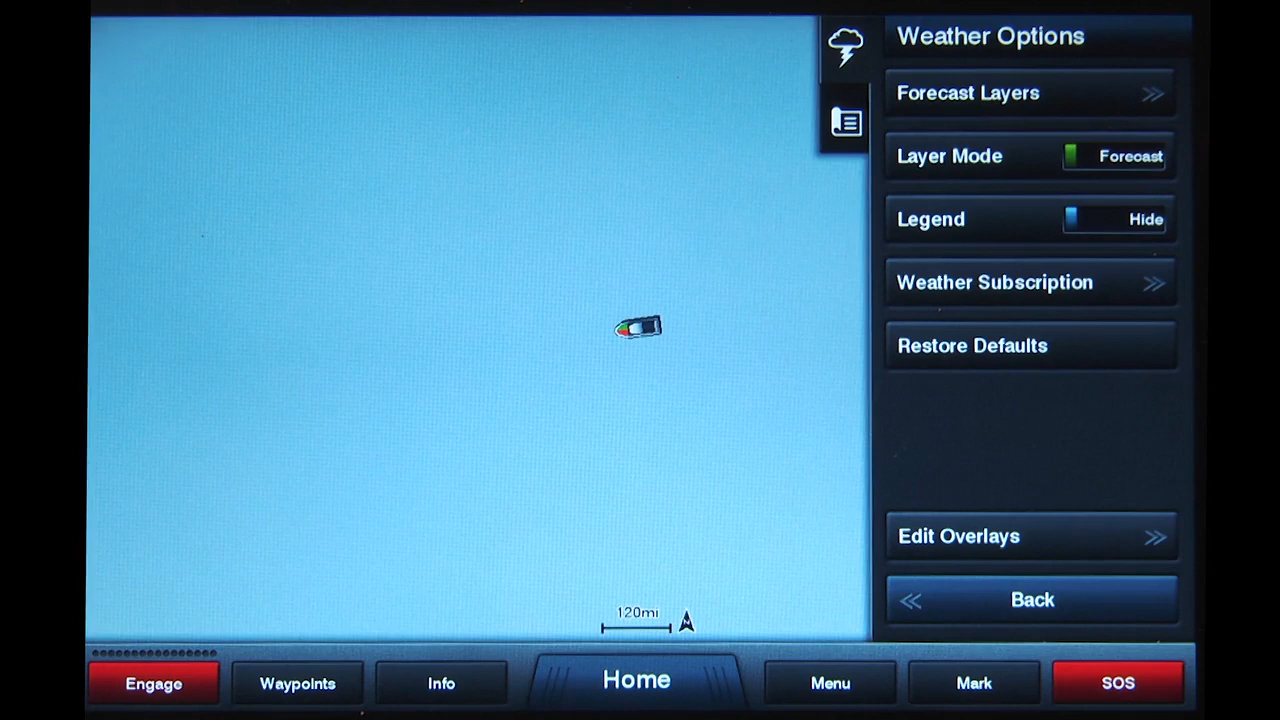 Weather Options
Forecast Layers
Layer Mode Forecast
Legend Hide
Weather Subscription
Restore Defaults
Edit Overlays
Back
120mi
N
Engage Waypoints Info Home Menu Mark SOS